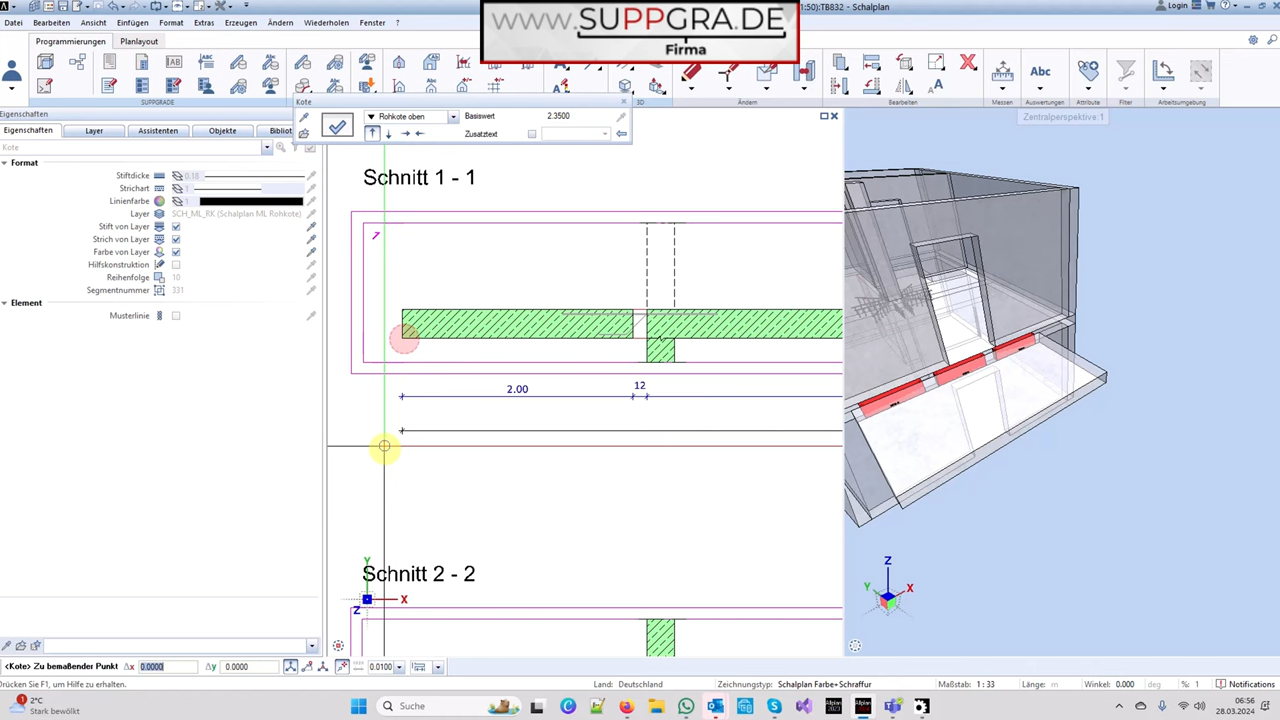 :50):TB832 - Schalplan
Login
Datei Bearbeiten Einfügen Format Extras Erzeugen Ändern Wiederholen Fenster ?
www.SUPPGRA.DE
Firma
Programmierungen Planlayout
SUPPGRADE
3D
Ändern
Bearbeiten
Messen
Abc
Auswertungen
Attribute
Filter
Arbeitsumgebung
Eigenschaften
Eigenschaften Layer Assistenten Objekte Bibliot
Kote
Format
Stiftdicke 0.18
Strichart 1
Linienfarbe 1
Layer SCH_ML_RK (Schalplan ML Rohkote)
Stift von Layer
Strich von Layer
Farbe von Layer
Hilfskonstruktion
Reihenfolge 10
Segmentnummer 331
Element
Musterlinie
Kote
Rohkote oben
Basiswert 2.3500
Zusatztext
Zentralperspektive:1
Schnitt 1 - 1
1
2.00
12
Schnitt 2 - 2
Y
X
Z
Z
Y
X
<Kote> Zu bemaßender Punkt Δx 0.0000 Δy 0.0000 0.0100
Drücken Sie F1, um Hilfe zu erhalten.
Land: Deutschland
Zeichnungstyp: Schalplan Farbe+Schraffur
Maßstab: 1 : 33
Länge: m
Winkel: 0.000 deg
% 1
Notifications
2°C
Stark bewölkt
Suche
06:56
28.03.2024